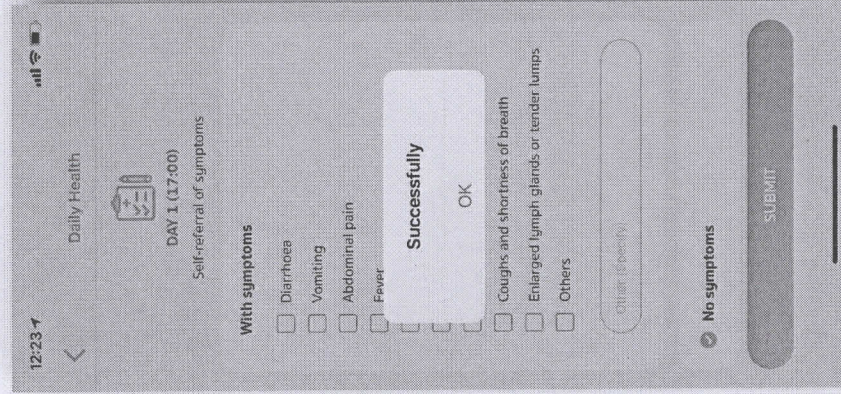 12:23
Daily Health
DAY 1 (17:00)
Self-referral of symptoms
With symptoms
Diarrhoea
Vomiting
Abdominal pain
Fever
Successfully
OK
Coughs and shortness of breath
Enlarged lymph glands or tender lumps
Others
Other (Specify)
No symptoms
SUBMIT